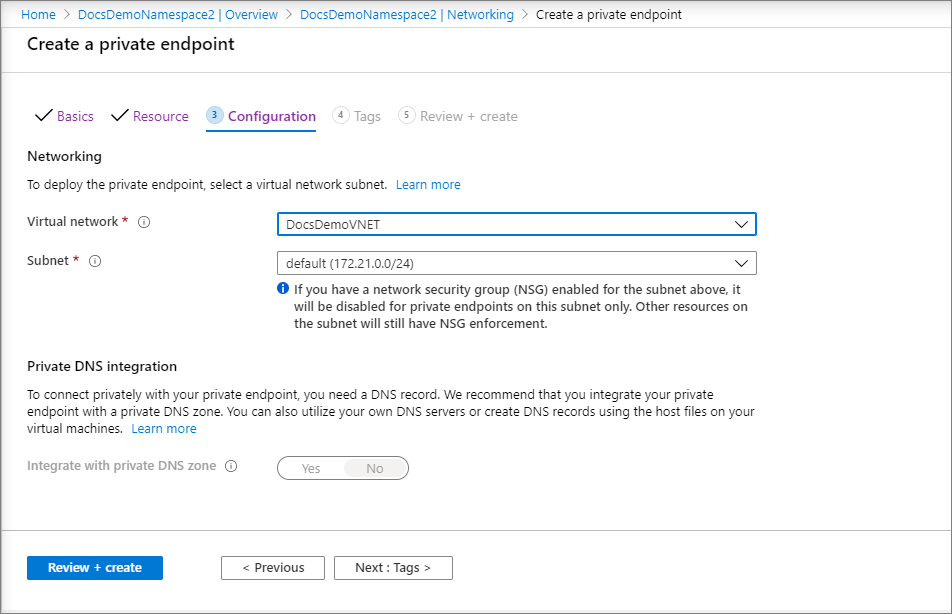 Home > DocsDemoNamespace2 | Overview > DocsDemoNamespace2 | Networking > Create a private endpoint
Create a private endpoint
Basics Resource 3 Configuration 4 Tags 5 Review + create
Networking
To deploy the private endpoint, select a virtual network subnet. Learn more
Virtual network * DocsDemoVNET
Subnet * default (172.21.0.0/24)
If you have a network security group (NSG) enabled for the subnet above, it
will be disabled for private endpoints on this subnet only. Other resources on
the subnet will still have NSG enforcement.
Private DNS integration
To connect privately with your private endpoint, you need a DNS record. We recommend that you integrate your private
endpoint with a private DNS zone. You can also utilize your own DNS servers or create DNS records using the host files on your
virtual machines. Learn more
Integrate with private DNS zone Yes No
Review + create < Previous Next : Tags >